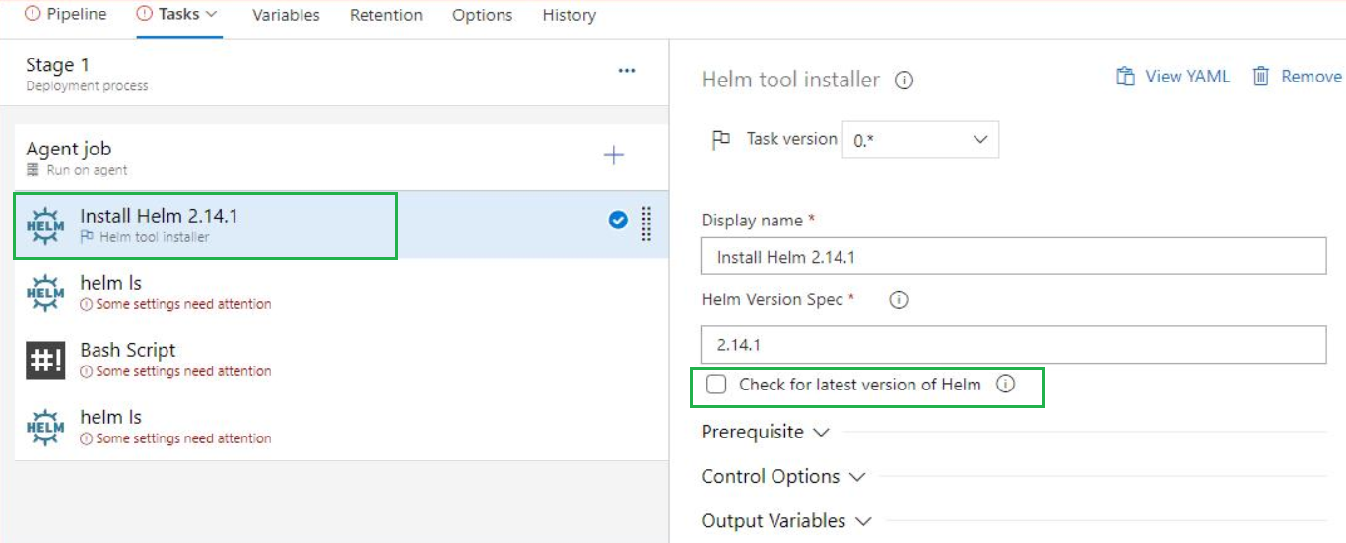 Pipeline Tasks Variables Retention Options History
Stage 1
Deployment process
Agent job
Run on agent
HELM Install Helm 2.14.1
Helm tool installer
HELM helm ls
Some settings need attention
#! Bash Script
Some settings need attention
HELM helm ls
Some settings need attention
Helm tool installer View YAML Remove
Task version 0.*
Display name *
Install Helm 2.14.1
Helm Version Spec *
2.14.1
Check for latest version of Helm
Prerequisite
Control Options
Output Variables